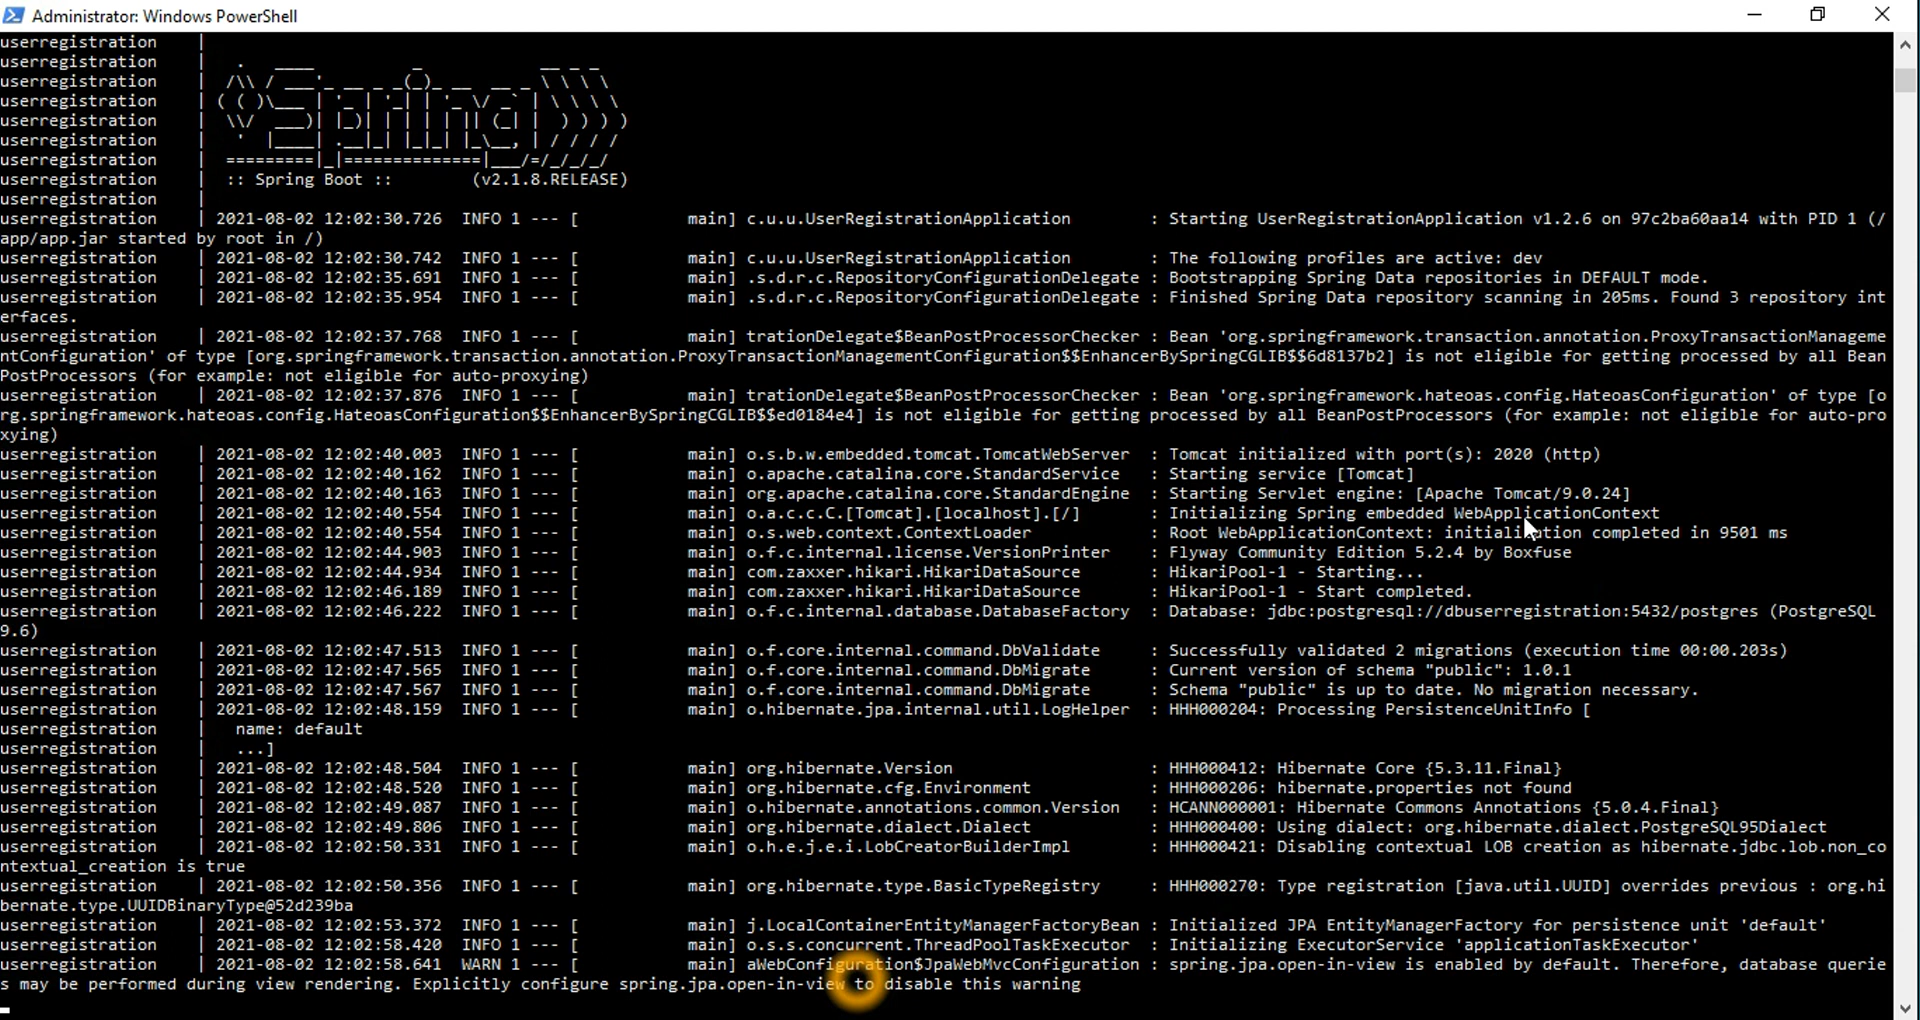 Administrator: Windows PowerShell
userregistration |
userregistration | . ____ _ __ _ _
userregistration | /\\ / ___'_ __ _ _(_)_ __ __ _ \ \ \ \
userregistration | ( ( )\___ | '_ | '_| | '_ \/ _` | \ \ \ \
userregistration | \\/ ___)| |_)| | | | | || (_| | ) ) ) )
userregistration | ' |____| .__|_| |_|_| |_\__, | / / / /
userregistration | =========|_|==============|___/=/_/_/_/
userregistration | :: Spring Boot :: (v2.1.8.RELEASE)
userregistration |
userregistration | 2021-08-02 12:02:30.726 INFO 1 --- [ main] c.u.u.UserRegistrationApplication : Starting UserRegistrationApplication v1.2.6 on 97c2ba60aa14 with PID 1 (/
app/app.jar started by root in /)
userregistration | 2021-08-02 12:02:30.742 INFO 1 --- [ main] c.u.u.UserRegistrationApplication : The following profiles are active: dev
userregistration | 2021-08-02 12:02:35.691 INFO 1 --- [ main] .s.d.r.c.RepositoryConfigurationDelegate : Bootstrapping Spring Data repositories in DEFAULT mode.
userregistration | 2021-08-02 12:02:35.954 INFO 1 --- [ main] .s.d.r.c.RepositoryConfigurationDelegate : Finished Spring Data repository scanning in 205ms. Found 3 repository int
erfaces.
userregistration | 2021-08-02 12:02:37.768 INFO 1 --- [ main] trationDelegate$BeanPostProcessorChecker : Bean 'org.springframework.transaction.annotation.ProxyTransactionManageme
ntConfiguration' of type [org.springframework.transaction.annotation.ProxyTransactionManagementConfiguration$$EnhancerBySpringCGLIB$$6d8137b2] is not eligible for getting processed by all Bean
PostProcessors (for example: not eligible for auto-proxying)
userregistration | 2021-08-02 12:02:37.876 INFO 1 --- [ main] trationDelegate$BeanPostProcessorChecker : Bean 'org.springframework.hateoas.config.HateoasConfiguration' of type [o
rg.springframework.hateoas.config.HateoasConfiguration$$EnhancerBySpringCGLIB$$ed0184e4] is not eligible for getting processed by all BeanPostProcessors (for example: not eligible for auto-pro
xying)
userregistration | 2021-08-02 12:02:40.003 INFO 1 --- [ main] o.s.b.w.embedded.tomcat.TomcatWebServer : Tomcat initialized with port(s): 2020 (http)
userregistration | 2021-08-02 12:02:40.162 INFO 1 --- [ main] o.apache.catalina.core.StandardService : Starting service [Tomcat]
userregistration | 2021-08-02 12:02:40.163 INFO 1 --- [ main] org.apache.catalina.core.StandardEngine : Starting Servlet engine: [Apache Tomcat/9.0.24]
userregistration | 2021-08-02 12:02:40.554 INFO 1 --- [ main] o.a.c.c.C.[Tomcat].[localhost].[/] : Initializing Spring embedded WebApplicationContext
userregistration | 2021-08-02 12:02:40.554 INFO 1 --- [ main] o.s.web.context.ContextLoader : Root WebApplicationContext: initialization completed in 9501 ms
userregistration | 2021-08-02 12:02:44.903 INFO 1 --- [ main] o.f.c.internal.license.VersionPrinter : Flyway Community Edition 5.2.4 by Boxfuse
userregistration | 2021-08-02 12:02:44.934 INFO 1 --- [ main] com.zaxxer.hikari.HikariDataSource : HikariPool-1 - Starting...
userregistration | 2021-08-02 12:02:46.189 INFO 1 --- [ main] com.zaxxer.hikari.HikariDataSource : HikariPool-1 - Start completed.
userregistration | 2021-08-02 12:02:46.222 INFO 1 --- [ main] o.f.c.internal.database.DatabaseFactory : Database: jdbc:postgresql://dbuserregistration:5432/postgres (PostgreSQL
9.6)
userregistration | 2021-08-02 12:02:47.513 INFO 1 --- [ main] o.f.core.internal.command.DbValidate : Successfully validated 2 migrations (execution time 00:00.203s)
userregistration | 2021-08-02 12:02:47.565 INFO 1 --- [ main] o.f.core.internal.command.DbMigrate : Current version of schema "public": 1.0.1
userregistration | 2021-08-02 12:02:47.567 INFO 1 --- [ main] o.f.core.internal.command.DbMigrate : Schema "public" is up to date. No migration necessary.
userregistration | 2021-08-02 12:02:48.159 INFO 1 --- [ main] o.hibernate.jpa.internal.util.LogHelper : HHH000204: Processing PersistenceUnitInfo [
userregistration | name: default
userregistration | ...]
userregistration | 2021-08-02 12:02:48.504 INFO 1 --- [ main] org.hibernate.Version : HHH000412: Hibernate Core {5.3.11.Final}
userregistration | 2021-08-02 12:02:48.520 INFO 1 --- [ main] org.hibernate.cfg.Environment : HHH000206: hibernate.properties not found
userregistration | 2021-08-02 12:02:49.087 INFO 1 --- [ main] o.hibernate.annotations.common.Version : HCANN000001: Hibernate Commons Annotations {5.0.4.Final}
userregistration | 2021-08-02 12:02:49.806 INFO 1 --- [ main] org.hibernate.dialect.Dialect : HHH000400: Using dialect: org.hibernate.dialect.PostgreSQL95Dialect
userregistration | 2021-08-02 12:02:50.331 INFO 1 --- [ main] o.h.e.j.e.i.LobCreatorBuilderImpl : HHH000421: Disabling contextual LOB creation as hibernate.jdbc.lob.non_co
ntextual_creation is true
userregistration | 2021-08-02 12:02:50.356 INFO 1 --- [ main] org.hibernate.type.BasicTypeRegistry : HHH000270: Type registration [java.util.UUID] overrides previous : org.hi
bernate.type.UUIDBinaryType@52d239ba
userregistration | 2021-08-02 12:02:53.372 INFO 1 --- [ main] j.LocalContainerEntityManagerFactoryBean : Initialized JPA EntityManagerFactory for persistence unit 'default'
userregistration | 2021-08-02 12:02:58.420 INFO 1 --- [ main] o.s.s.concurrent.ThreadPoolTaskExecutor : Initializing ExecutorService 'applicationTaskExecutor'
userregistration | 2021-08-02 12:02:58.641 WARN 1 --- [ main] aWebConfiguration$JpaWebMvcConfiguration : spring.jpa.open-in-view is enabled by default. Therefore, database querie
s may be performed during view rendering. Explicitly configure spring.jpa.open-in-view to disable this warning